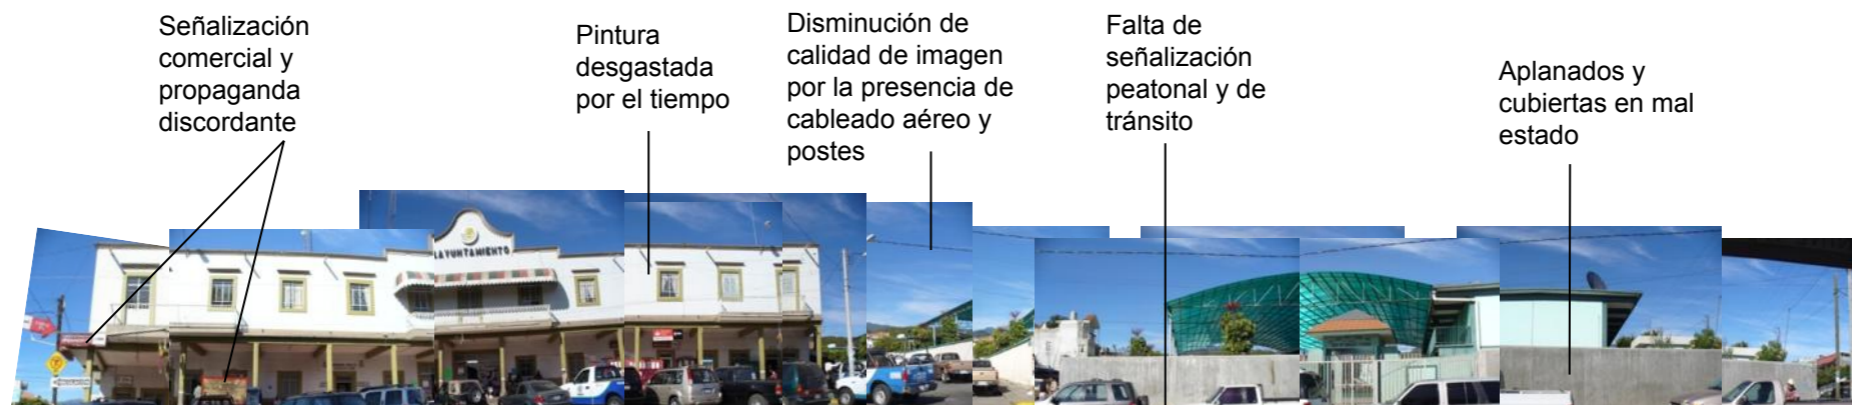 Señalización
comercial y
propaganda
discordante
Pintura
desgastada
por el tiempo
Disminución de
calidad de imagen
por la presencia de
cableado aéreo y
postes
Falta de
señalización
peatonal y de
tránsito
Aplanados y
cubiertas en mal
estado
AYUNTAMIENTO